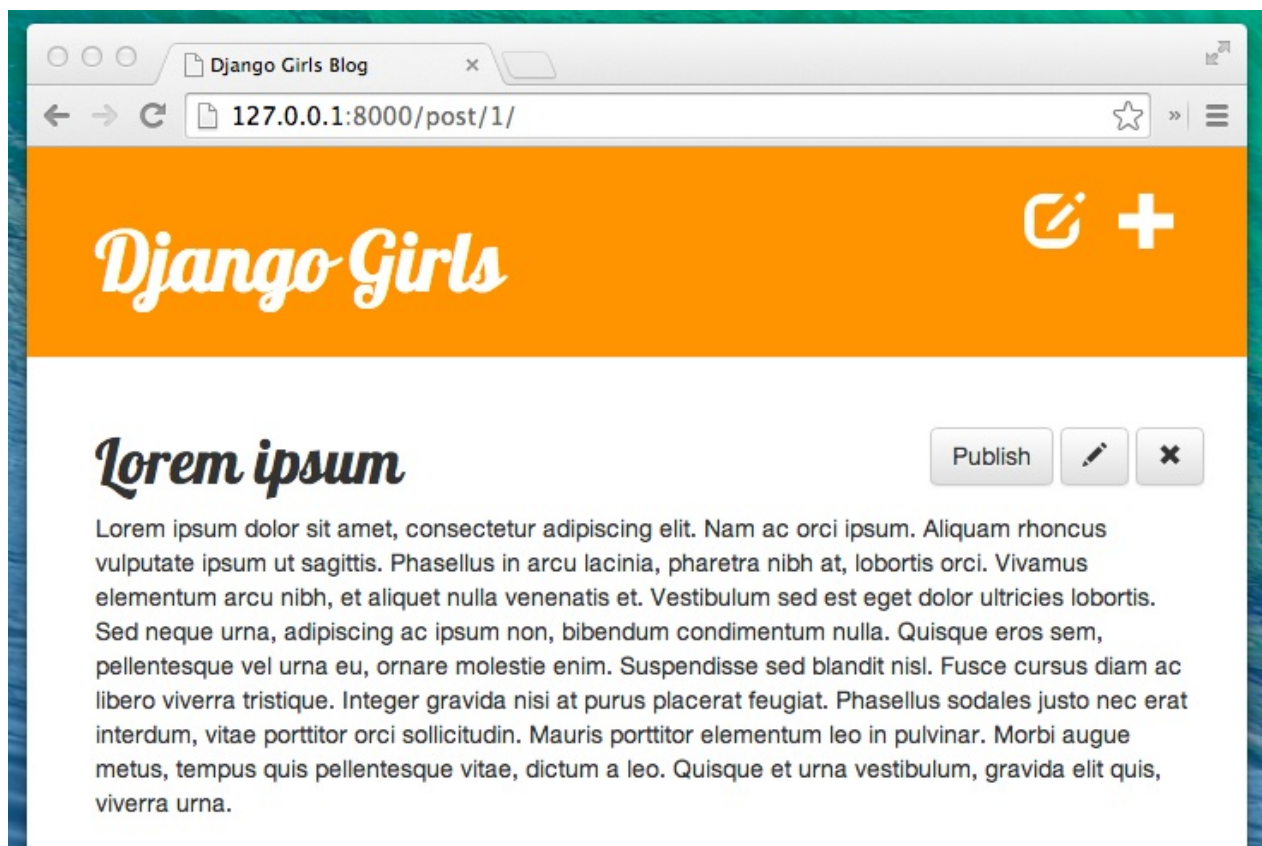 Django Girls Blog
127.0.0.1:8000/post/1/
Django Girls
Lorem ipsum
Publish
Lorem ipsum dolor sit amet, consectetur adipiscing elit. Nam ac orci ipsum. Aliquam rhoncus
vulputate ipsum ut sagittis. Phasellus in arcu lacinia, pharetra nibh at, lobortis orci. Vivamus
elementum arcu nibh, et aliquet nulla venenatis et. Vestibulum sed est eget dolor ultricies lobortis.
Sed neque urna, adipiscing ac ipsum non, bibendum condimentum nulla. Quisque eros sem,
pellentesque vel urna eu, ornare molestie enim. Suspendisse sed blandit nisl. Fusce cursus diam ac
libero viverra tristique. Integer gravida nisi at purus placerat feugiat. Phasellus sodales justo nec erat
interdum, vitae porttitor orci sollicitudin. Mauris porttitor elementum leo in pulvinar. Morbi augue
metus, tempus quis pellentesque vitae, dictum a leo. Quisque et urna vestibulum, gravida elit quis,
viverra urna.